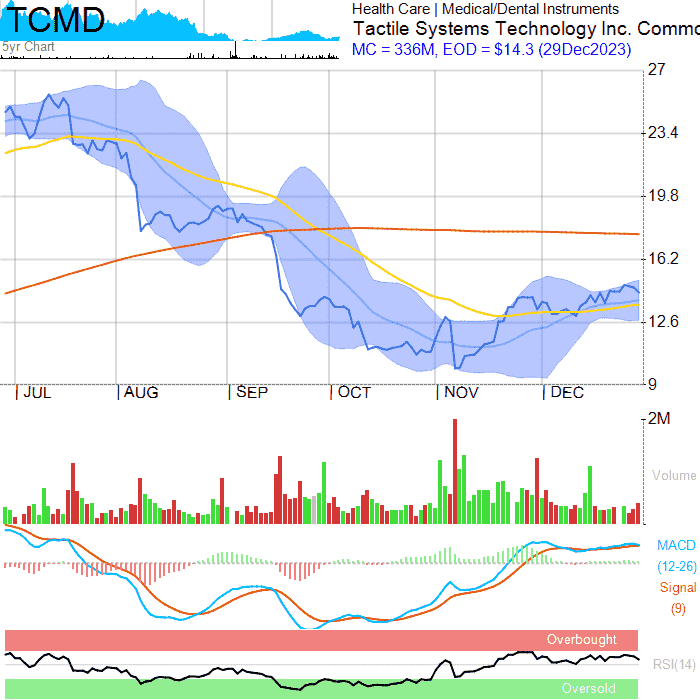 TCMD
5yr Chart
Health Care | Medical/Dental Instruments
Tactile Systems Technology Inc. Commo
MC = 336M, EOD = $14.3 (29Dec2023)
27
23.4
19.8
16.2
12.6
9
|JUL |AUG |SEP |OCT |NOV |DEC
2M
Volume
MACD
(12-26)
Signal
(9)
Overbought
RSI(14)
Oversold